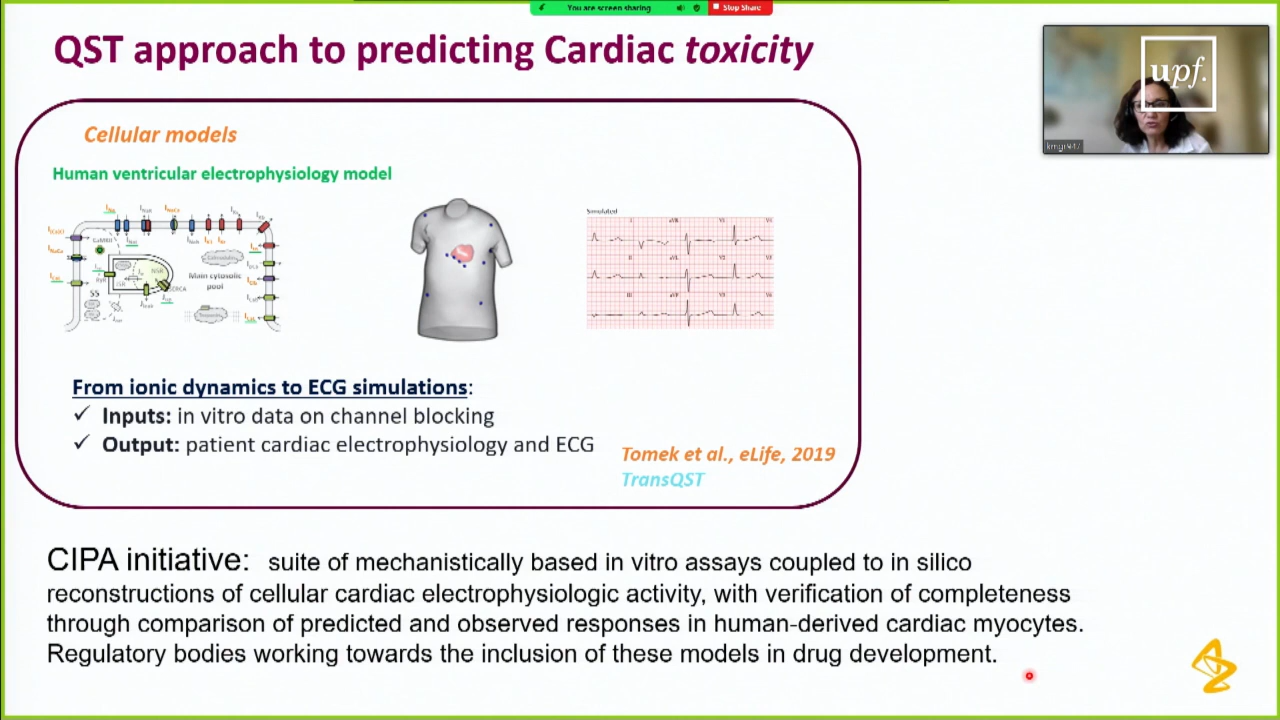 You are screen sharing
Stop Share
QST approach to predicting Cardiac toxicity
upf.
Cellular models
Human ventricular electrophysiology model
Simulated
Main cytosolic
pool
From ionic dynamics to ECG simulations:
✓ Inputs: in vitro data on channel blocking
✓ Output: patient cardiac electrophysiology and ECG
Tomek et al., eLife, 2019
TransQST
CIPA initiative: suite of mechanistically based in vitro assays coupled to in silico
reconstructions of cellular cardiac electrophysiologic activity, with verification of completeness
through comparison of predicted and observed responses in human-derived cardiac myocytes.
Regulatory bodies working towards the inclusion of these models in drug development.